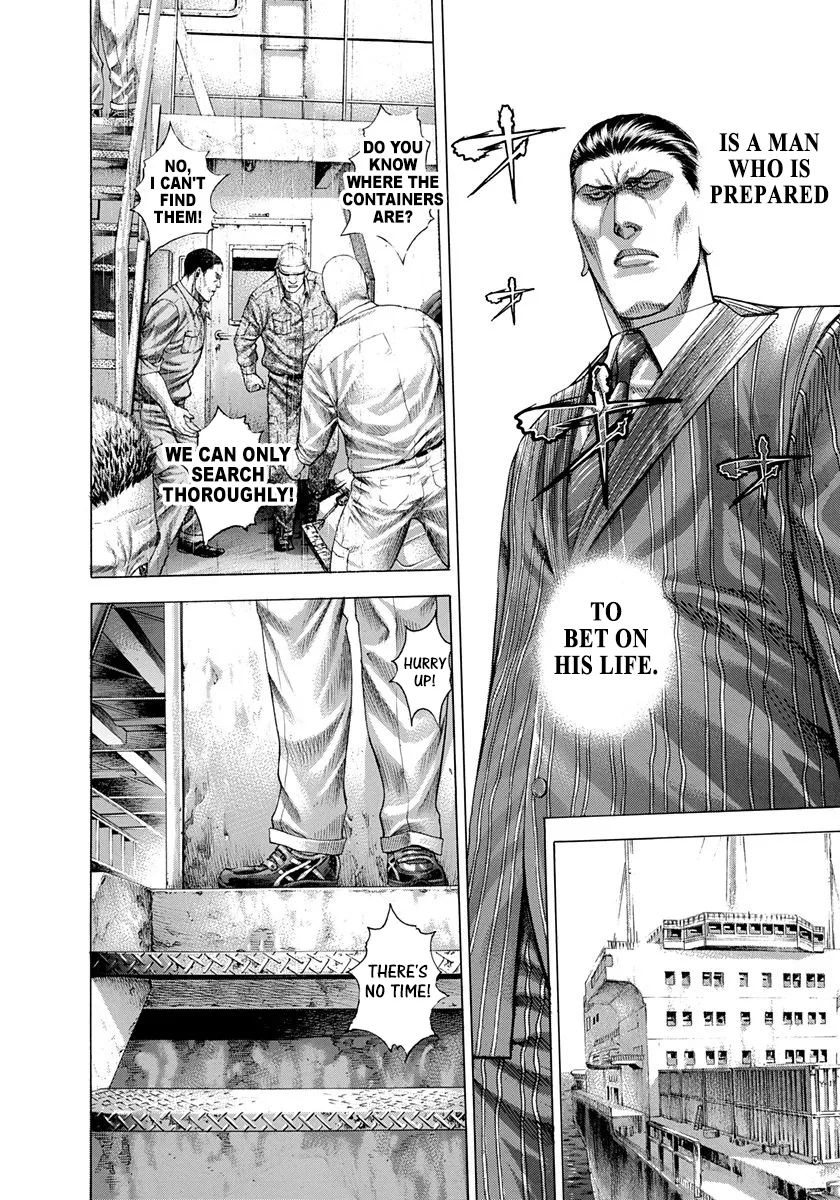 IS A MAN
WHO IS
PREPARED
TO
BET ON
HIS LIFE.
DO YOU
KNOW
WHERE THE
CONTAINERS
ARE?
NO,
I CAN'T
FIND
THEM!
WE CAN ONLY
SEARCH
THOROUGHLY!
HURRY
UP!
THERE'S
NO TIME!